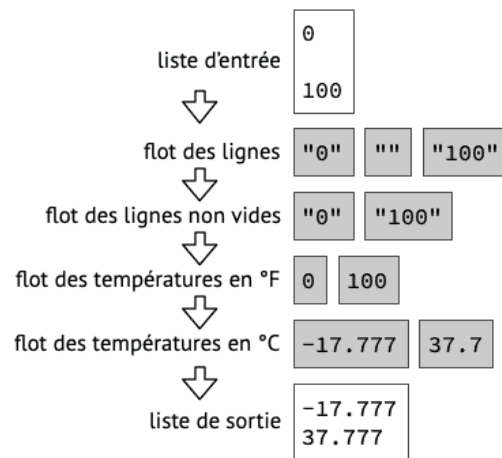 0
liste d'entrée
100
flot des lignes "0" "" "100"
flot des lignes non vides "0" "100"
flot des températures en °F 0 100
flot des températures en °C -17.777 37.7
liste de sortie -17.777
37.777